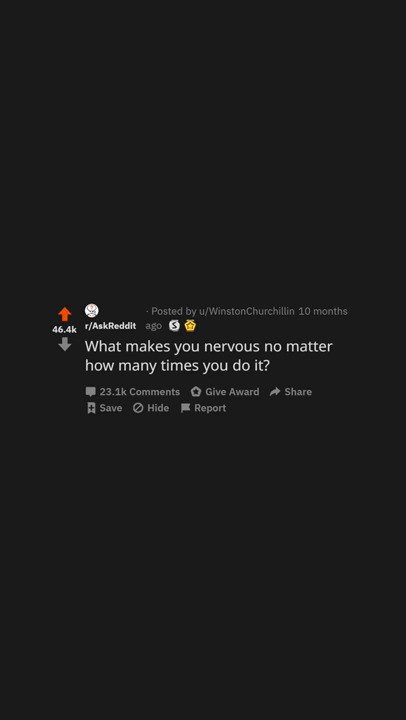 · Posted by u/WinstonChurchillin 10 months
r/AskReddit ago
46.4k
What makes you nervous no matter
how many times you do it?
23.1k Comments Give Award Share
Save Hide Report